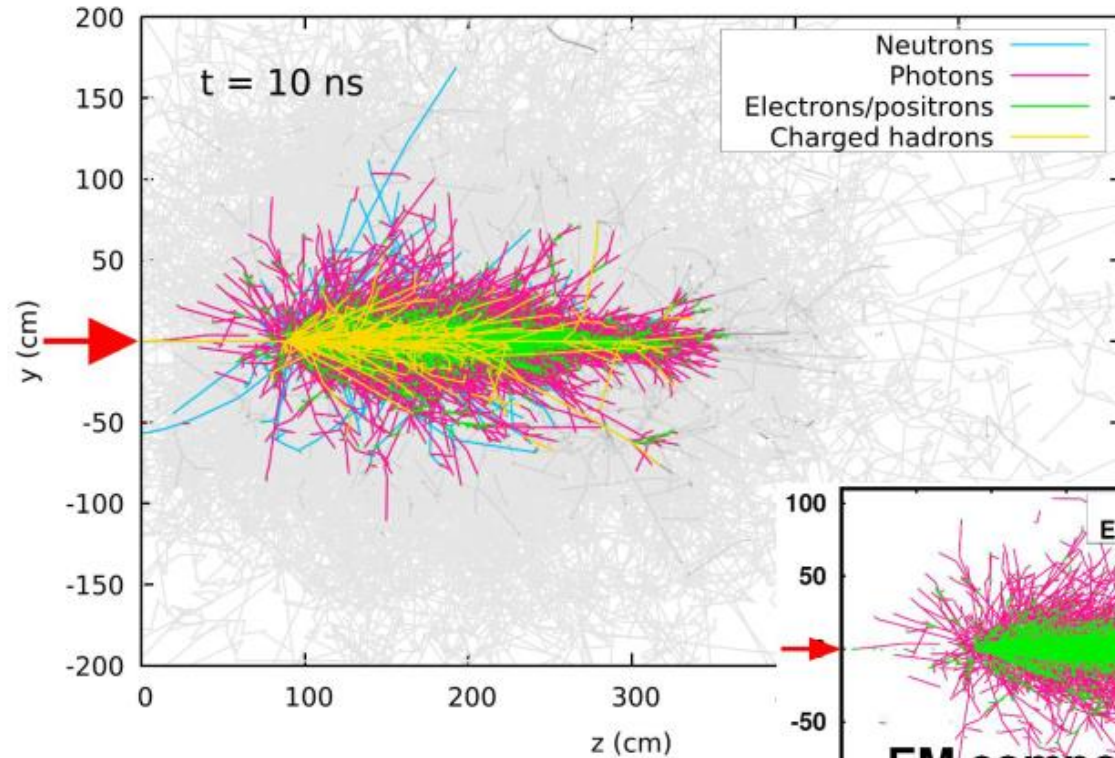 200
150
100
50
0
-50
-100
-150
-200
y (cm)
t = 10 ns
Neutrons
Photons
Electrons/positrons
Charged hadrons
0 100 200 300
z (cm)
100
50
-50
E